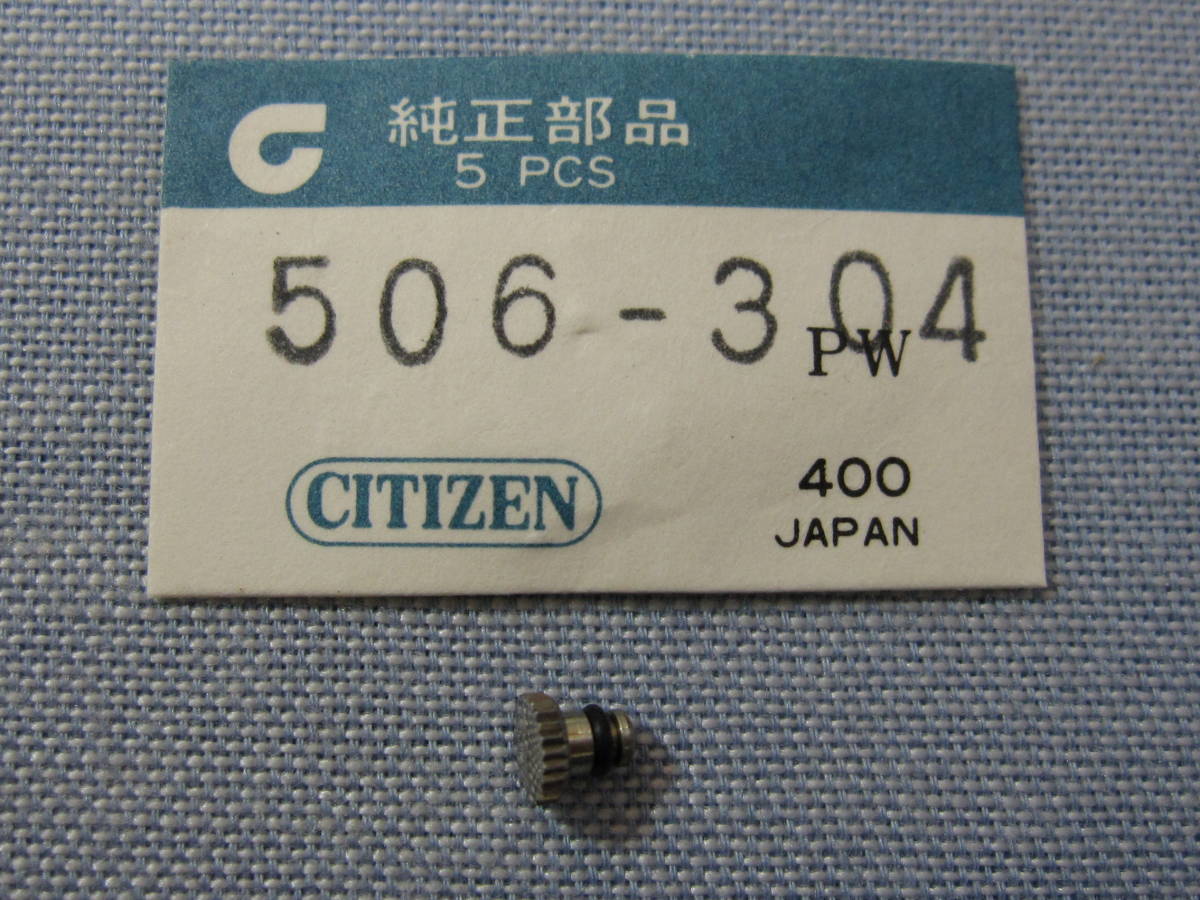 純正部品
5 PCS
506-304
PW
CITIZEN
400
JAPAN